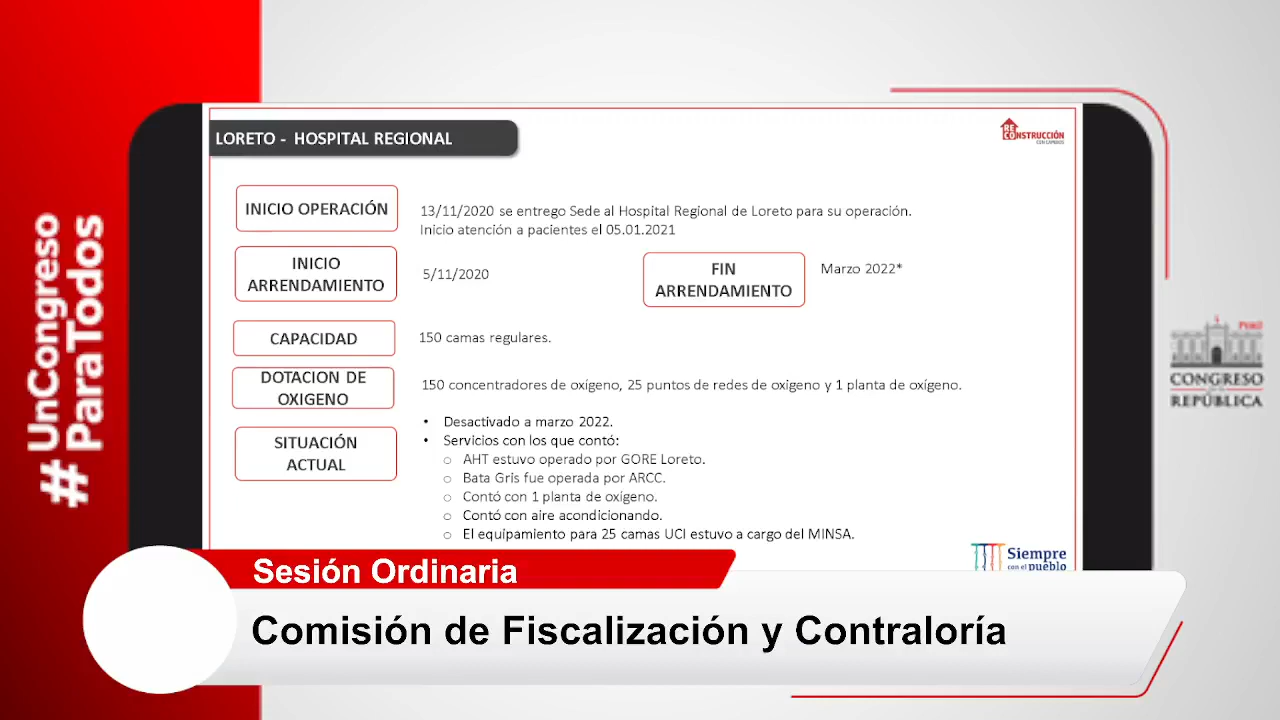 LORETO - HOSPITAL REGIONAL
RECONSTRUCCIÓN
CON CAMBIOS
INICIO OPERACIÓN
13/11/2020 se entrego Sede al Hospital Regional de Loreto para su operación.
Inicio atención a pacientes el 05.01.2021
INICIO
ARRENDAMIENTO
5/11/2020
FIN
ARRENDAMIENTO
Marzo 2022*
CAPACIDAD
150 camas regulares.
DOTACION DE
OXIGENO
150 concentradores de oxígeno, 25 puntos de redes de oxigeno y 1 planta de oxígeno.
SITUACIÓN
ACTUAL
• Desactivado a marzo 2022.
• Servicios con los que contó:
o AHT estuvo operado por GORE Loreto.
o Bata Gris fue operada por ARCC.
o Contó con 1 planta de oxigeno.
o Contó con aire acondicionando.
o El equipamiento para 25 camas UCI estuvo a cargo del MINSA.
Siempre
con el pueblo
#UnCongreso
ParaTodos
PERÚ
CONGRESO
REPÚBLICA
Sesión Ordinaria
Comisión de Fiscalización y Contraloría